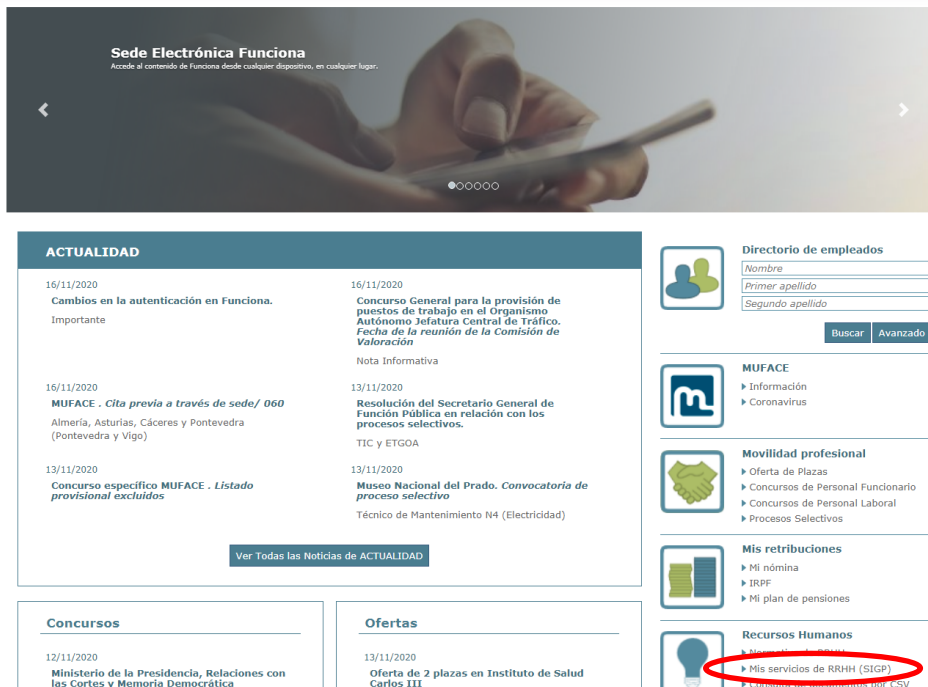 Sede Electrónica Funciona
Accede al contenido de Funciona desde cualquier dispositivo, en cualquier lugar.
ACTUALIDAD
16/11/2020
Cambios en la autenticación en Funciona.
Importante
16/11/2020
Concurso General para la provisión de
puestos de trabajo en el Organismo
Autónomo Jefatura Central de Tráfico.
Fecha de la reunión de la Comisión de
Valoración
Nota Informativa
16/11/2020
MUFACE . Cita previa a través de sede/ 060
Almería, Asturias, Cáceres y Pontevedra
(Pontevedra y Vigo)
13/11/2020
Resolución del Secretario General de
Función Pública en relación con los
procesos selectivos.
TIC y ETGOA
13/11/2020
Concurso específico MUFACE . Listado
provisional excluidos
13/11/2020
Museo Nacional del Prado. Convocatoria de
proceso selectivo
Técnico de Mantenimiento N4 (Electricidad)
Ver Todas las Noticias de ACTUALIDAD
Concursos
12/11/2020
Ministerio de la Presidencia, Relaciones con
las Cortes y Memoria Democrática
Ofertas
13/11/2020
Oferta de 2 plazas en Instituto de Salud
Carlos III
Directorio de empleados
Nombre
Primer apellido
Segundo apellido
Buscar Avanzado
MUFACE
Información
Coronavirus
Movilidad profesional
Oferta de Plazas
Concursos de Personal Funcionario
Concursos de Personal Laboral
Procesos Selectivos
Mis retribuciones
Mi nómina
IRPF
Mi plan de pensiones
Recursos Humanos
Mis servicios de RRHH (SIGP)
por CSV